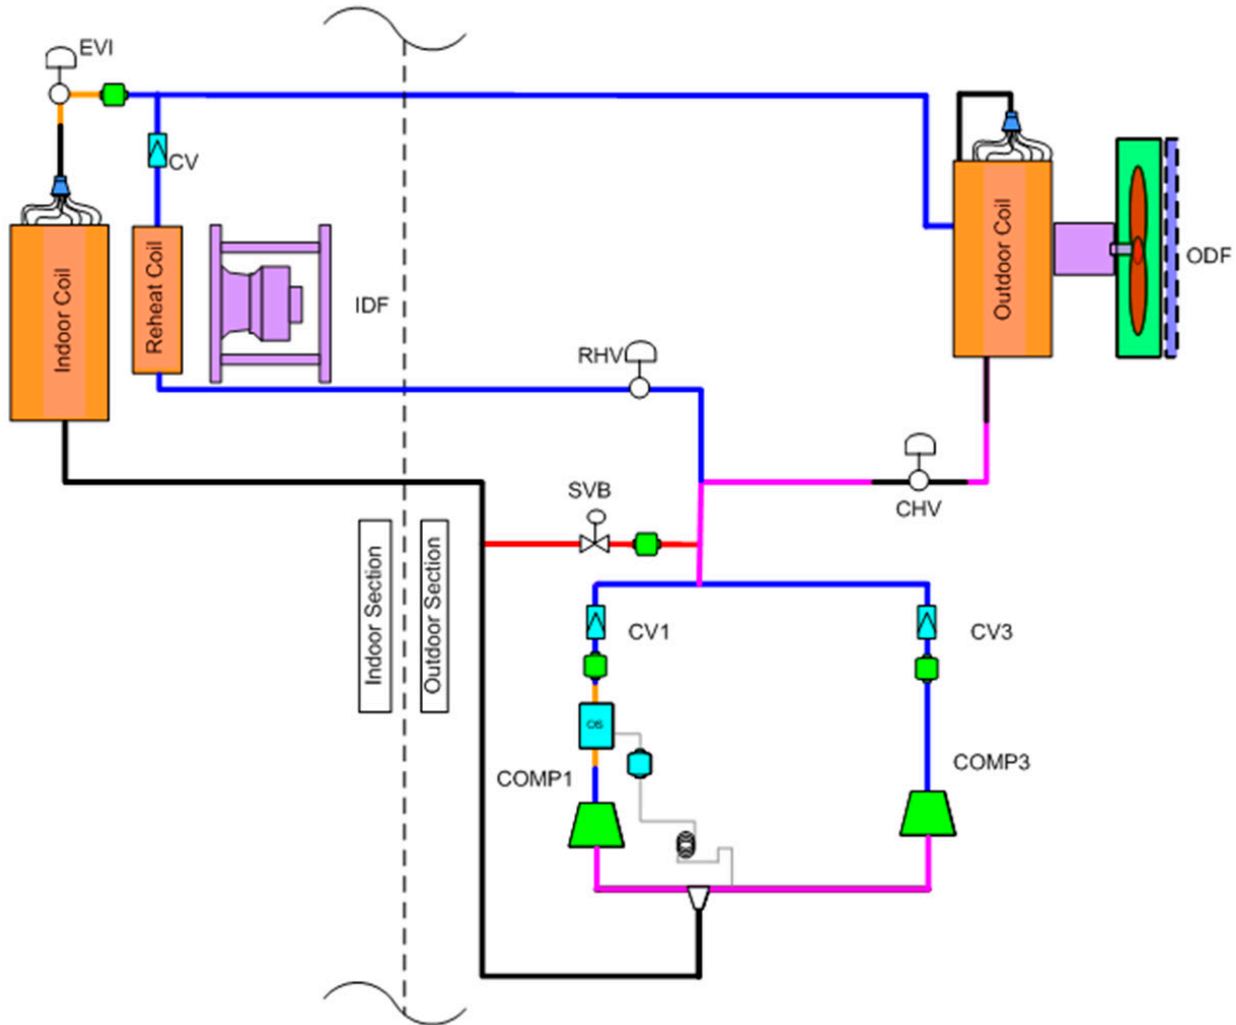 EVI
CV
Indoor Coil
Reheat Coil
IDF
Outdoor Coil
ODF
RHV
CHV
SVB
Indoor Section
Outdoor Section
CV1
CV3
OS
COMP1
COMP3